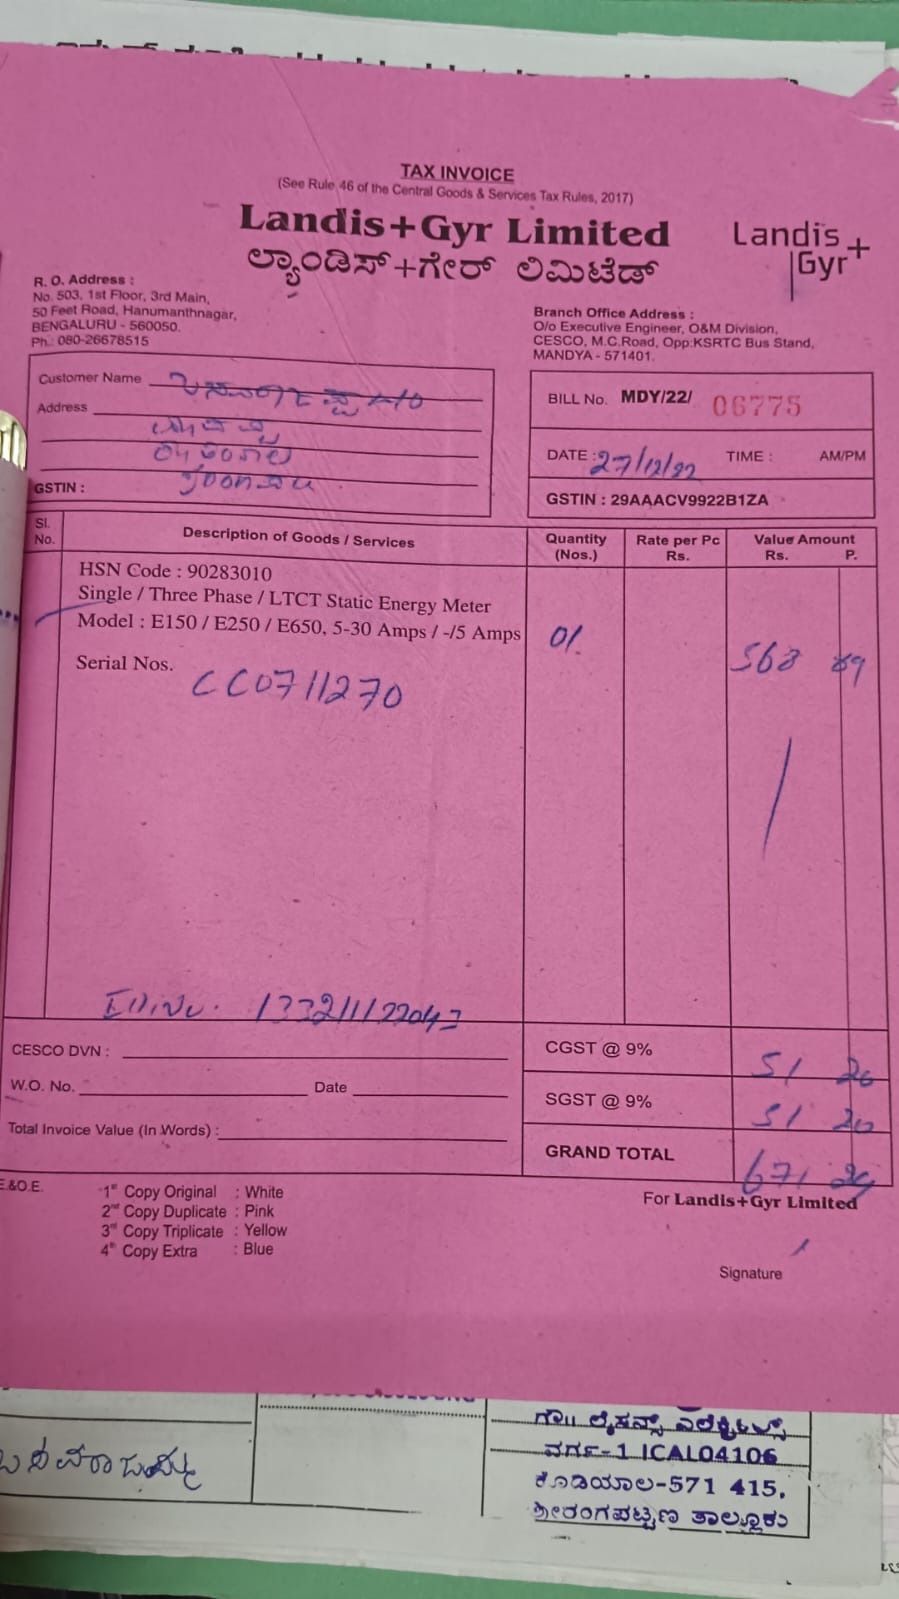 TAX INVOICE
(See Rule 46 of the Central Goods & Services Tax Rules, 2017)
Landis+Gyr Limited
ಲ್ಯಾಂಡಿಸ್+ಗೇರ್ ಲಿಮಿಟೆಡ್
Landis+
Gyr
R. O. Address :
No. 503, 1st Floor, 3rd Main,
50 Feet Road, Hanumanthnagar,
BENGALURU - 560050.
Ph.: 080-26678515
Branch Office Address :
O/o Executive Engineer, O&M Division,
CESCO, M.C.Road, Opp:KSRTC Bus Stand,
MANDYA - 571401.
Customer Name
Address
GSTIN :
BILL No. MDY/22/ 06775
DATE : 27/12/22 TIME : AM/PM
GSTIN : 29AAACV9922B1ZA
Sl. No. Description of Goods / Services Quantity (Nos.) Rate per Pc Rs. Value Amount Rs. P.
HSN Code : 90283010
Single / Three Phase / LTCT Static Energy Meter
Model : E150 / E250 / E650, 5-30 Amps / -/5 Amps 01. 568 89
Serial Nos.
CC0711270
CESCO DVN : CGST @ 9% 51 20
W.O. No. Date SGST @ 9% 51 20
Total Invoice Value (In Words) : GRAND TOTAL 671 29
E.&O.E.
1st Copy Original : White
2nd Copy Duplicate : Pink
3rd Copy Triplicate : Yellow
4th Copy Extra : Blue
For Landis+Gyr Limited
Signature
ವರ್ಗ-1 ICAL04106
ಕೊಡಿಯಾಲ-571 415.
ಶ್ರೀರಂಗಪಟ್ಟಣ ತಾಲ್ಲೂಕು